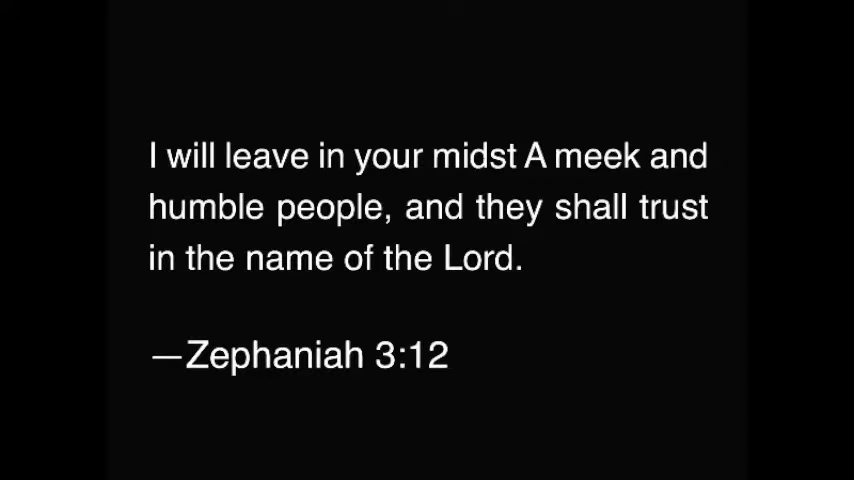 I will leave in your midst A meek and
humble people, and they shall trust
in the name of the Lord.
—Zephaniah 3:12